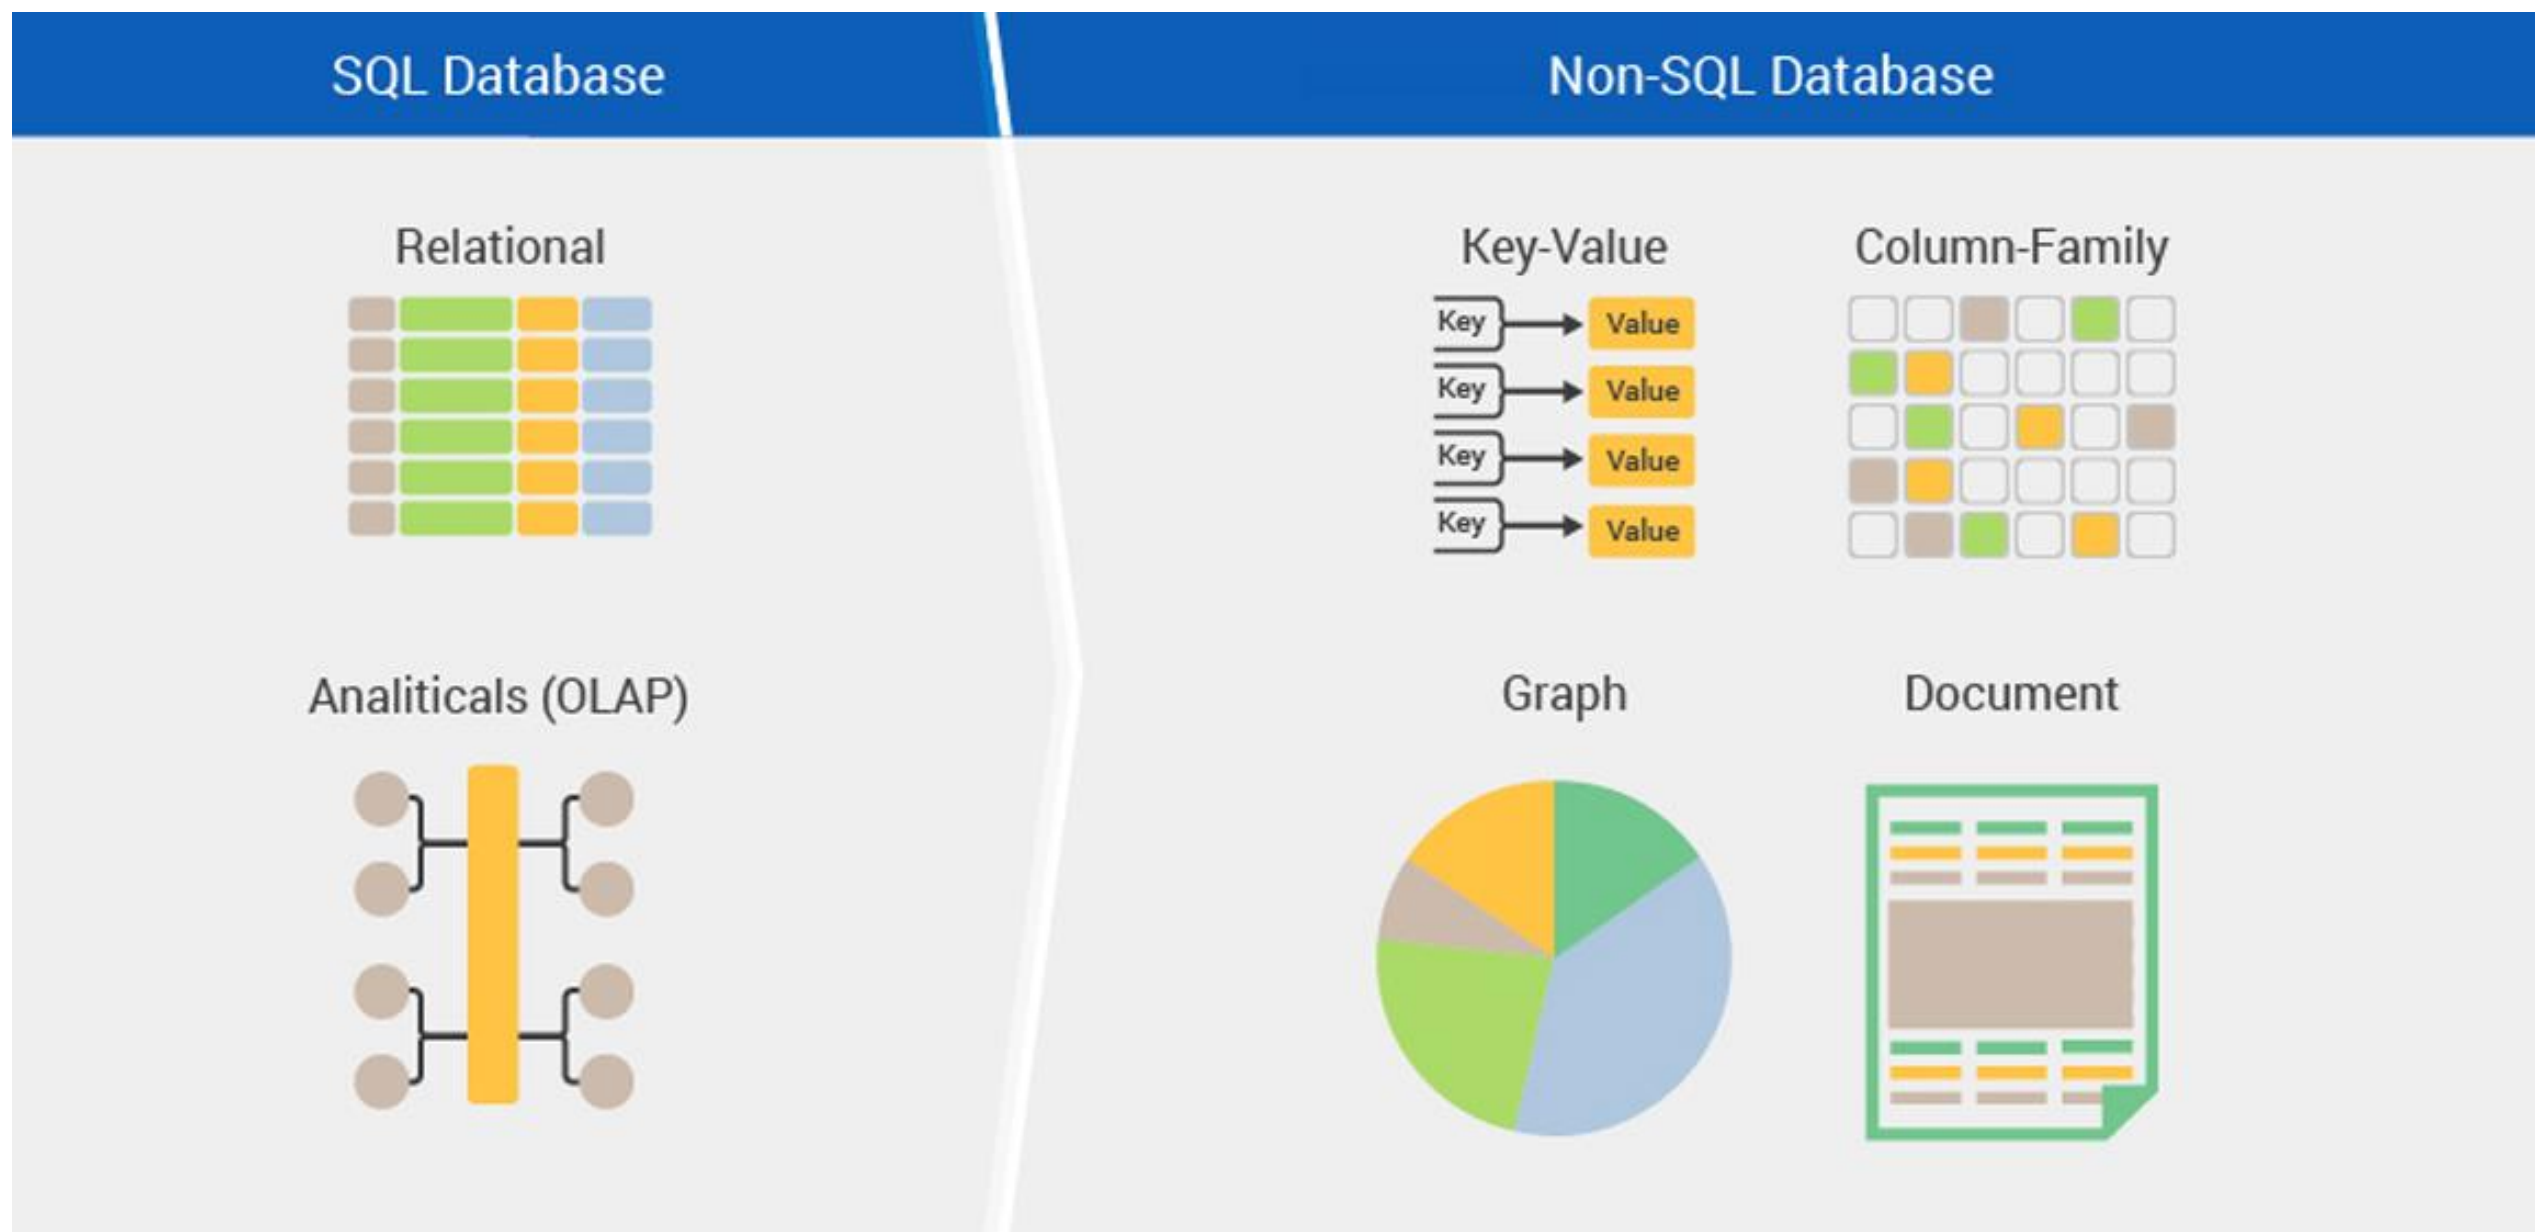 SQL Database
Non-SQL Database
Relational
Key-Value
Column-Family
Key
Value
Key
Value
Key
Value
Key
Value
Analiticals (OLAP)
Graph
Document